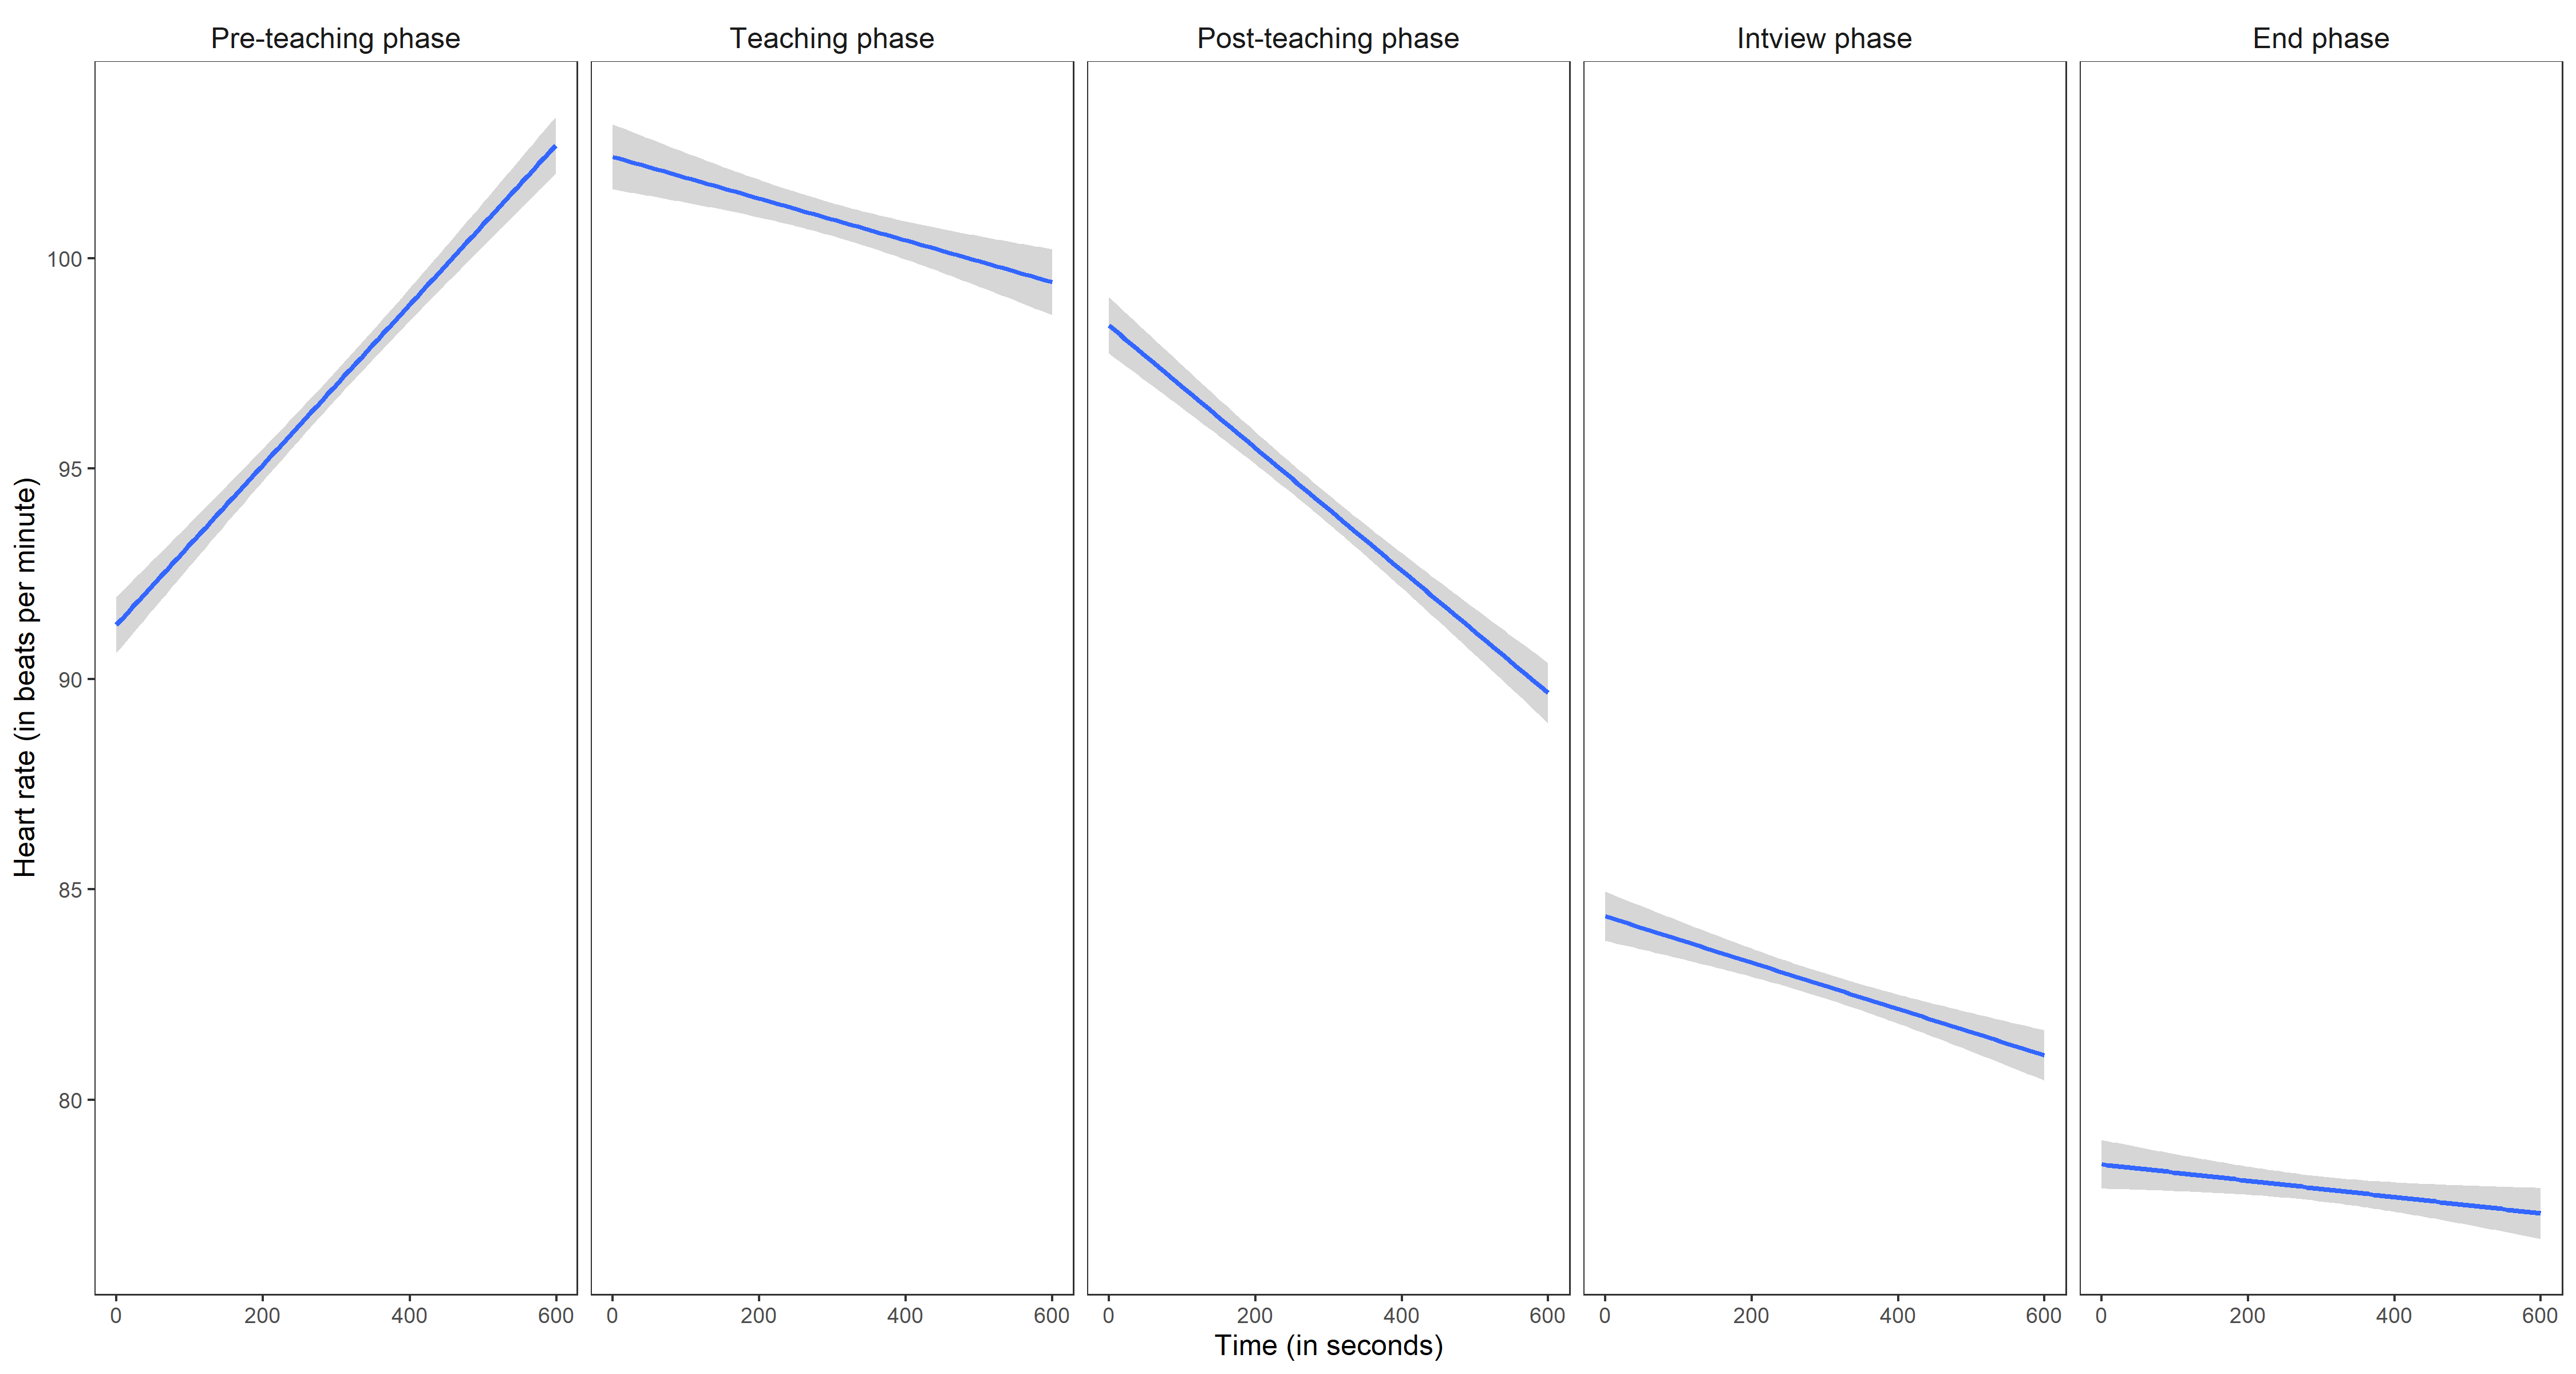 Pre-teaching phase
Teaching phase
Post-teaching phase
Intview phase
End phase
Heart rate (in beats per minute)
100
95
90
85
80
0 200 400 600
0 200 400 600
0 200 400 600
0 200 400 600
0 200 400 600
Time (in seconds)